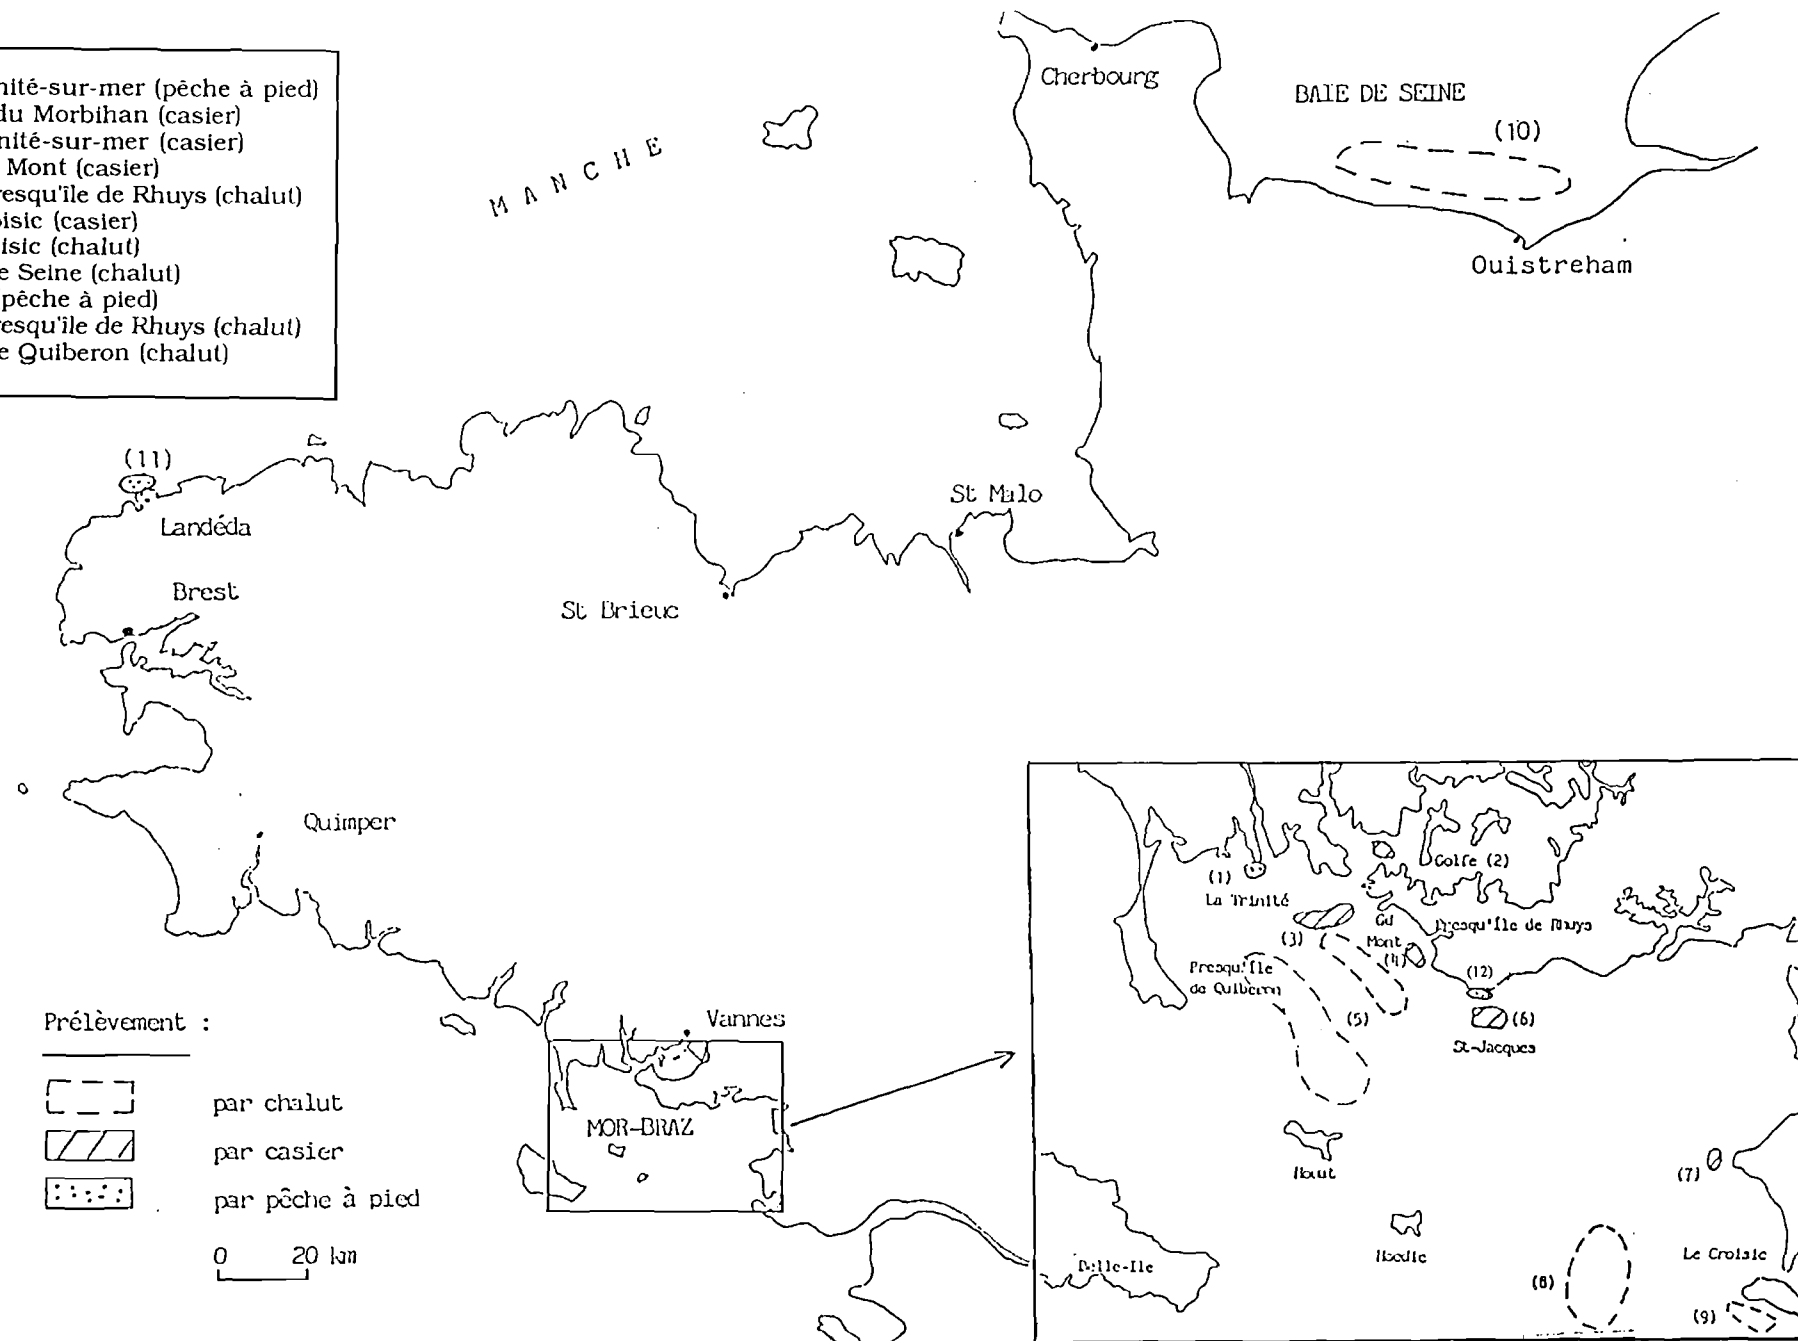 nité-sur-mer (pêche à pied)
du Morbihan (casier)
nité-sur-mer (casier)
Mont (casier)
resqu'île de Rhuys (chalut)
isic (casier)
isic (chalut)
e Seine (chalut)
pêche à pied)
resqu'île de Rhuys (chalut)
e Quiberon (chalut)
MANCHE
Cherbourg
BAIE DE SEINE
(10)
Ouistreham
(11)
Landéda
Brest
St Malo
St Brieuc
Quimper
Vannes
MOR-BRAZ
Prélèvement :
par chalut
par casier
par pêche à pied
0 20 km
Golfe (2)
(1)
La Trinité
(3)
Gd
Mont
(4)
Presqu'île de Rhuys
Presqu'île
de Quiberon
(5)
(12)
(6)
St-Jacques
Houat
Hoedic
Belle-Ile
(7)
Le Croisic
(8)
(9)